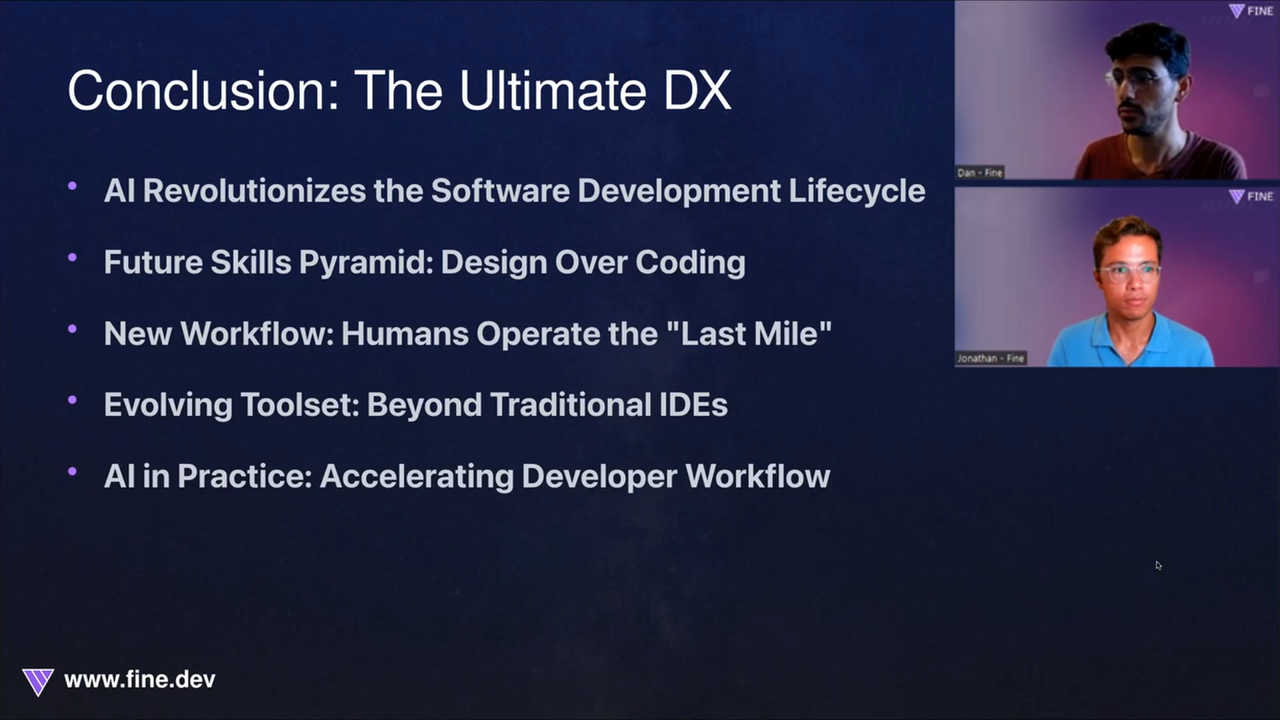 Conclusion: The Ultimate DX
• AI Revolutionizes the Software Development Lifecycle
• Future Skills Pyramid: Design Over Coding
• New Workflow: Humans Operate the "Last Mile"
• Evolving Toolset: Beyond Traditional IDEs
• AI in Practice: Accelerating Developer Workflow
www.fine.dev
FINE
Dan - Fine
FINE
Jonathan - Fine